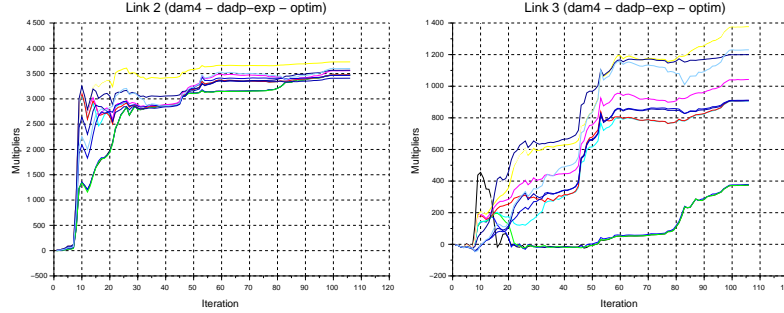 Link 2 (dam4 − dadp−exp − optim)
4 500
4 000
3 500
3 000
2 500
2 000
1 500
1 000
500
0
−500
Multipliers
0 10 20 30 40 50 60 70 80 90 100 110 120
Iteration
Link 3 (dam4 − dadp−exp − optim)
1 400
1 200
1 000
800
600
400
200
0
−200
Multipliers
0 10 20 30 40 50 60 70 80 90 100 110 120
Iteration